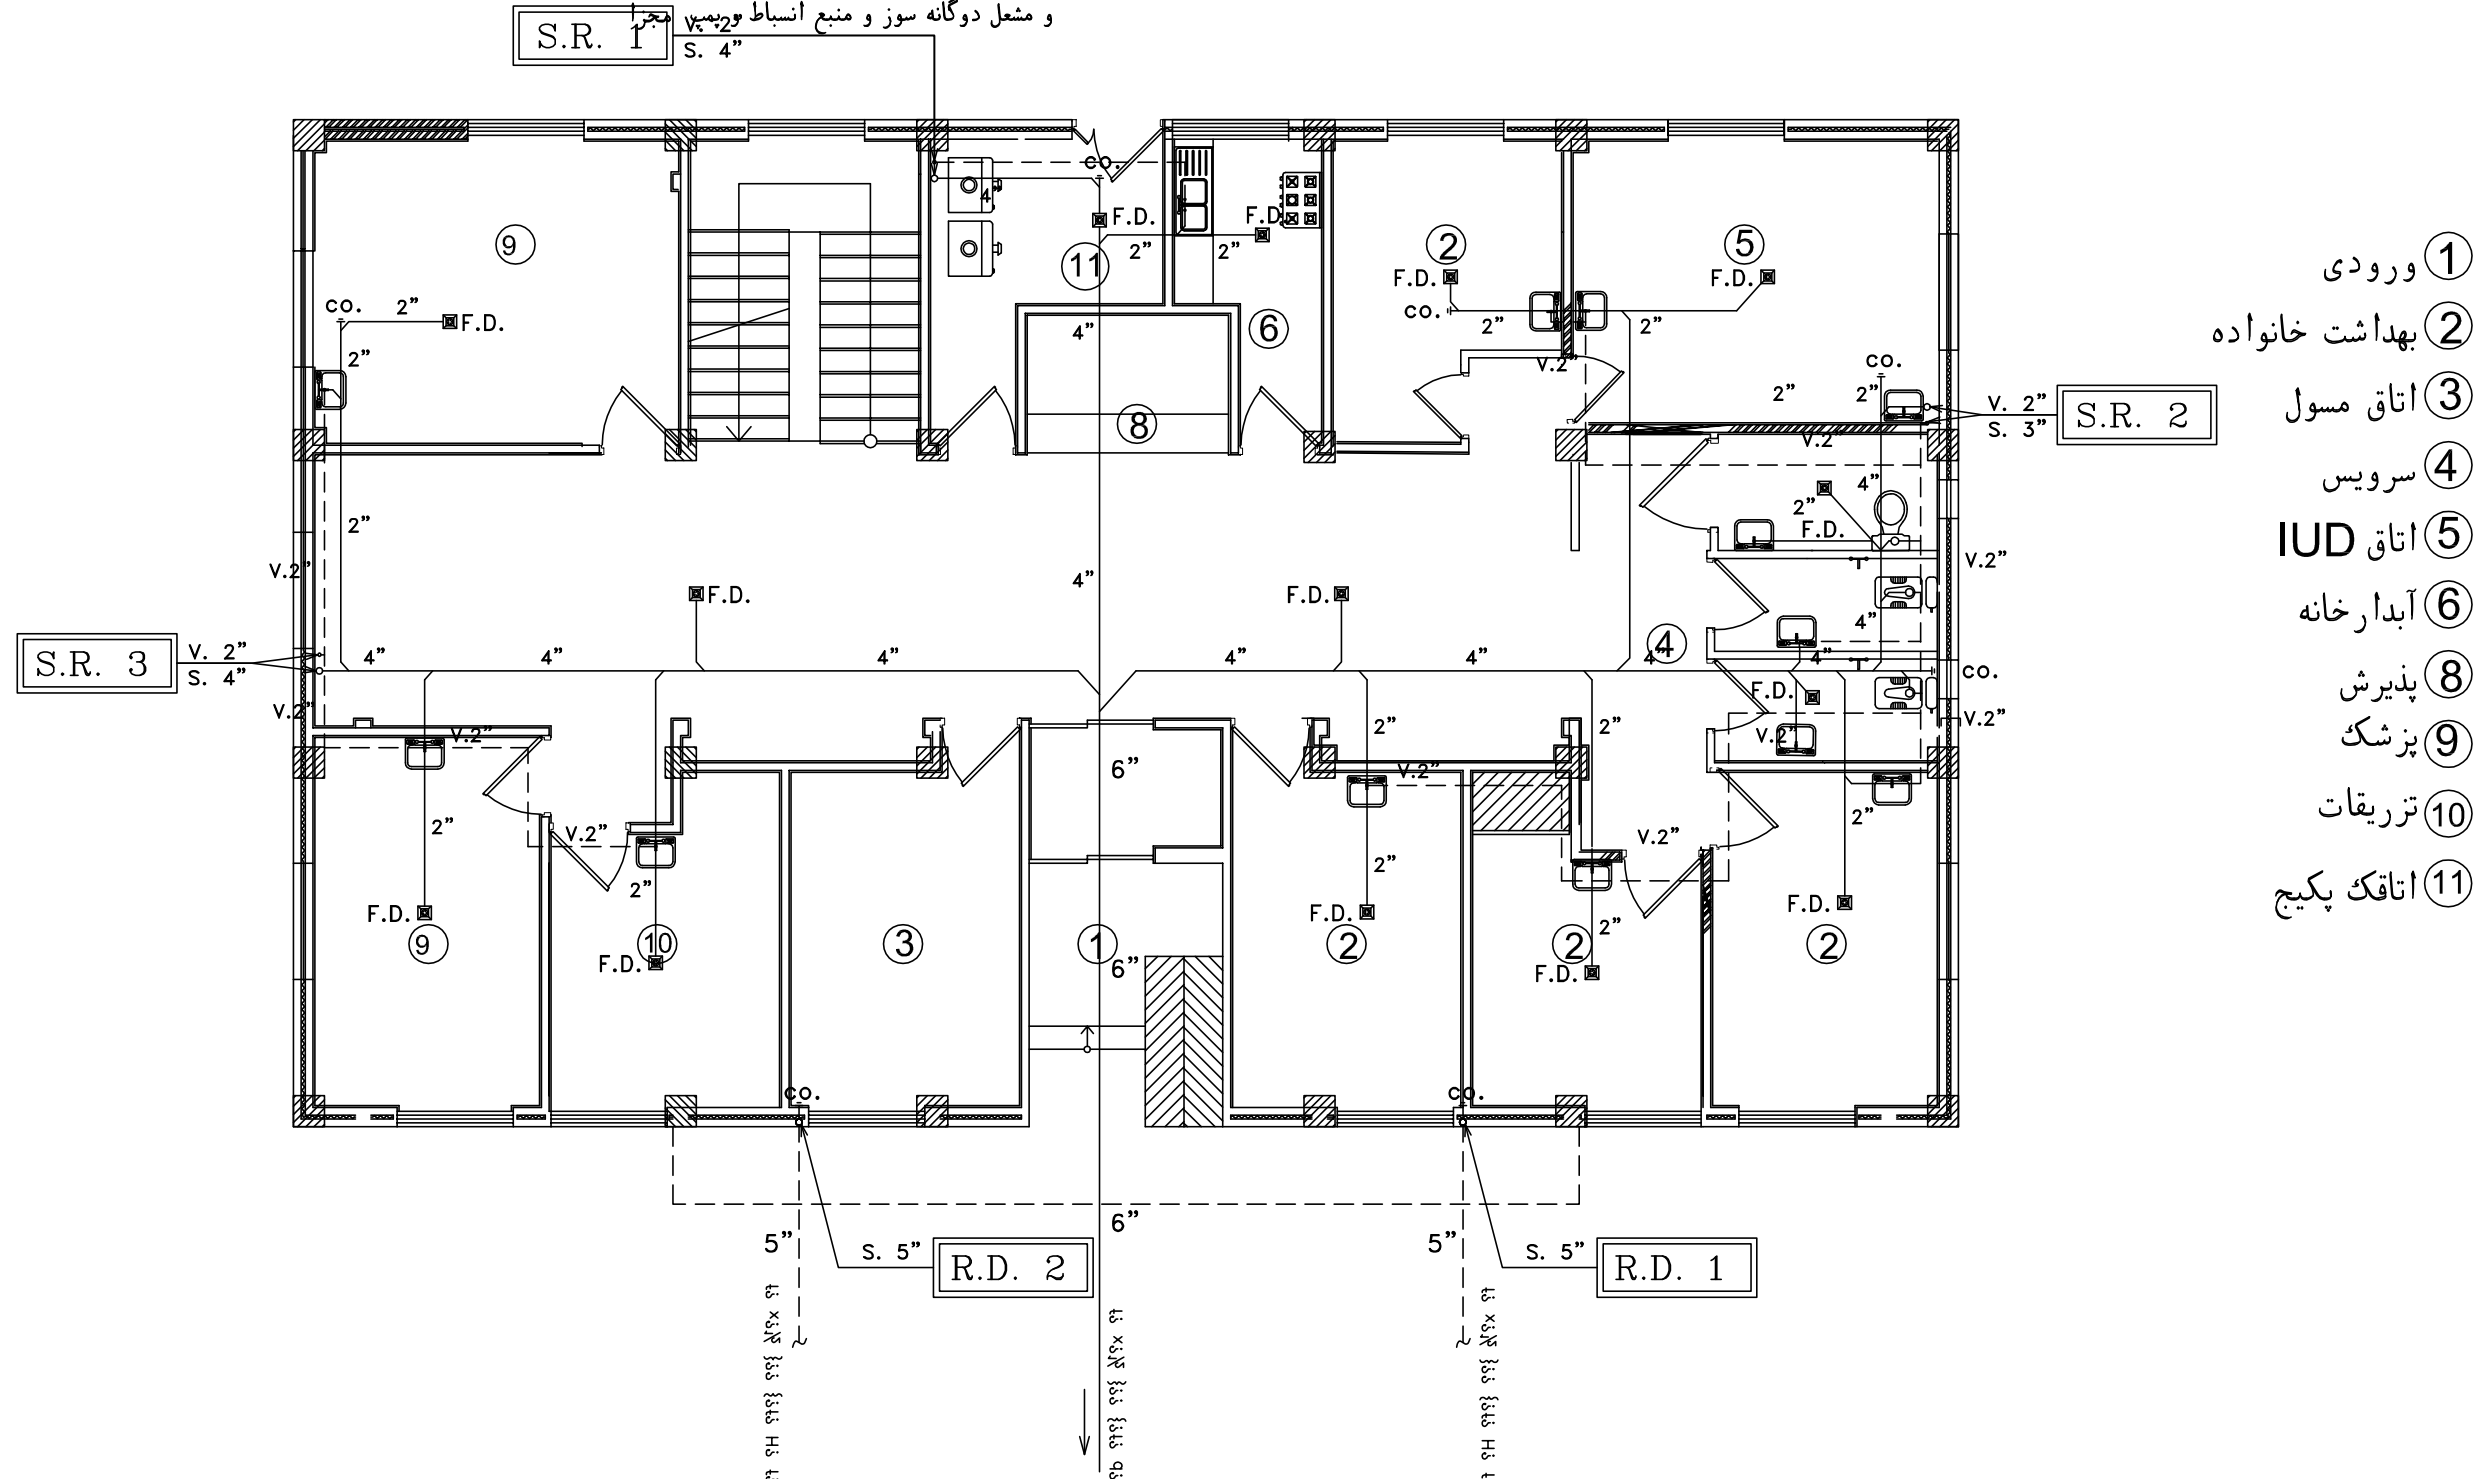 و مشعل دوگانه سوز و منبع انسباط و پمپ مجزا
S.R. 1
V. 2”
S. 4”
CO.
4”
F.D.
F.D.
2”
2”
9
11
2
5
1 ورودی
F.D.
F.D.
CO.
2”
F.D.
CO.
2”
2”
4”
6
2 بهداشت خانواده
2”
V.2”
CO.
2”
2”
V. 2”
S. 3”
S.R. 2
3 اتاق مسول
8
V.2”
4”
2”
F.D.
4 سرویس
2”
5 اتاق IUD
V.2”
V.2”
4”
F.D.
F.D.
6 آبدارخانه
4”
S.R. 3
V. 2”
S. 4”
4”
4”
4”
4”
4”
4”
4
4”
CO.
8 پذیرش
F.D.
V.2”
V.2”
2”
2”
V.2”
V.2”
9 پزشک
6”
V.2”
2”
V.2”
V.2”
2”
10 تزریقات
2”
2”
11 اتاقک پکیج
F.D.
F.D.
F.D.
9
10
3
1
2
2
2
2”
F.D.
6”
F.D.
CO.
CO.
6”
5”
S. 5”
R.D. 2
5”
S. 5”
R.D. 1